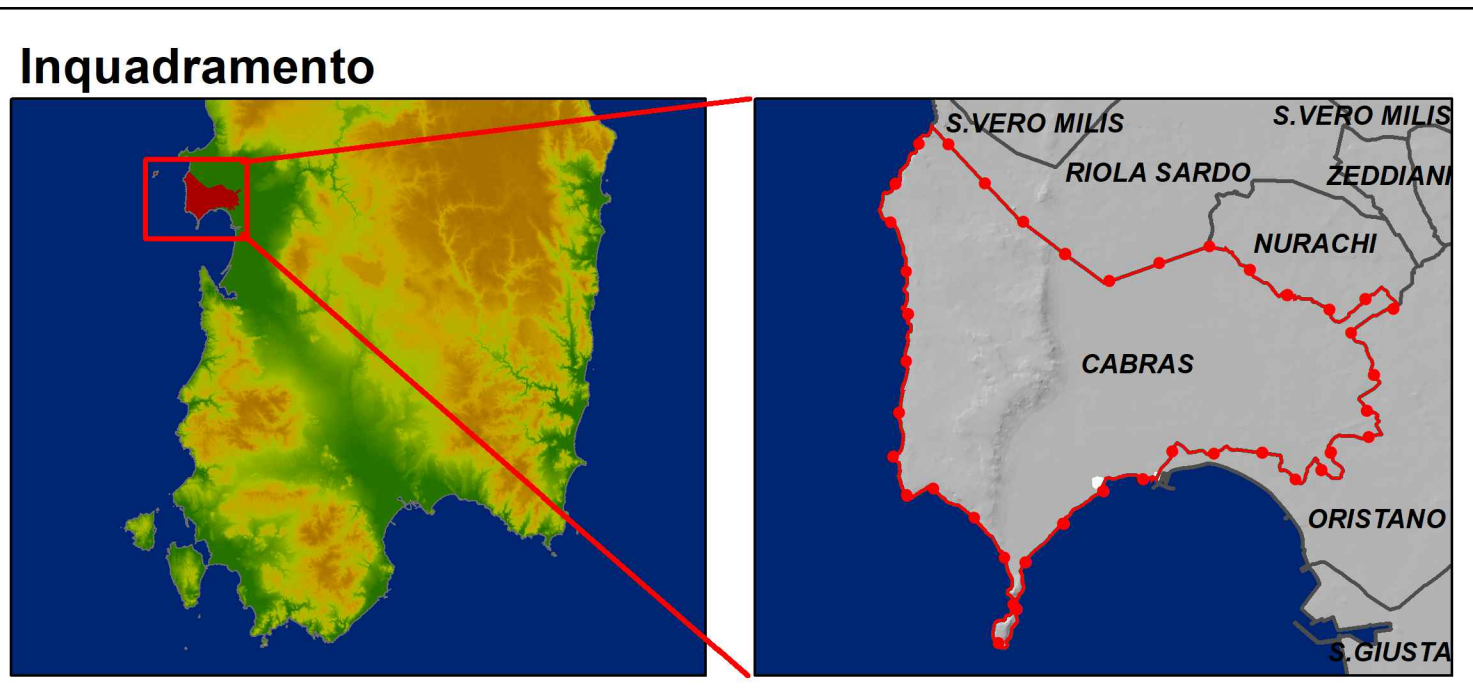 Inquadramento
S.VERO MILIS
S.VERO MILIS
RIOLA SARDO
ZEDDIANI
NURACHI
CABRAS
ORISTANO
S.GIUSTA